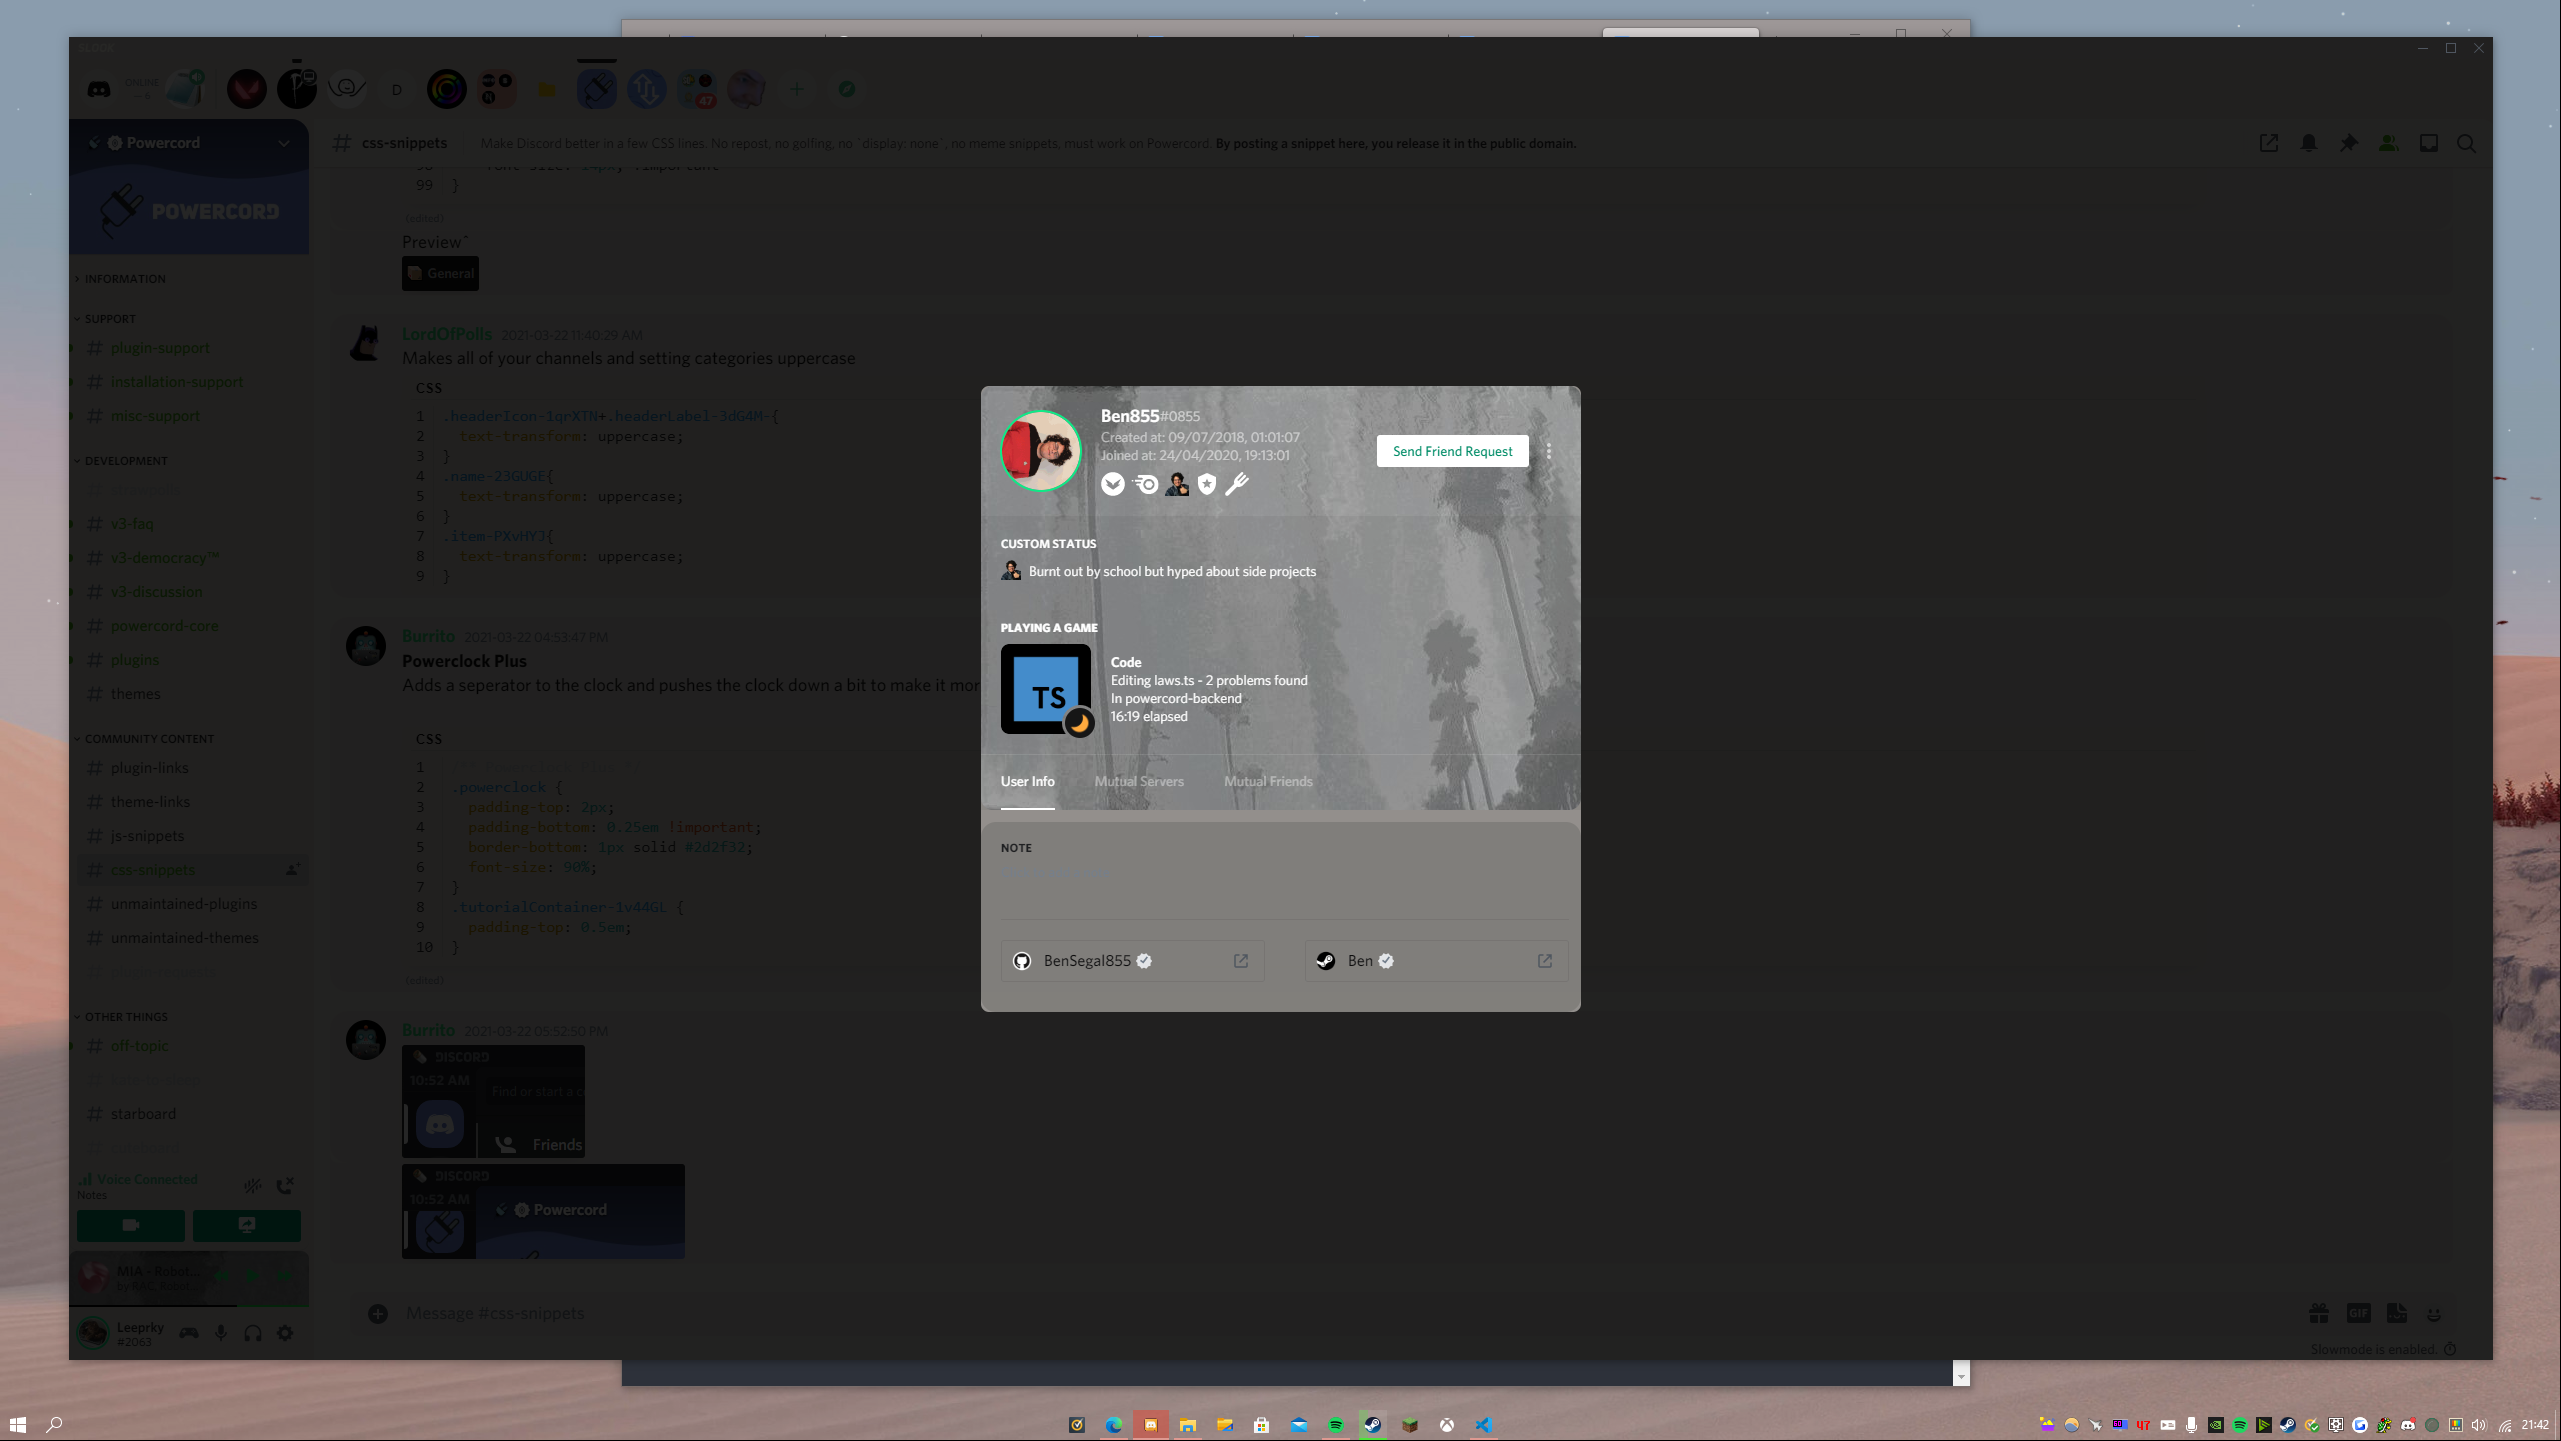 ONLINE
— 6
D
47
Powercord
POWERCORD
css-snippets
Make Discord better in a few CSS lines. No repost, no golfing, no `display: none`, no meme snippets, must work on Powercord. By posting a snippet here, you release it in the public domain.
INFORMATION
SUPPORT
plugin-support
installation-support
misc-support
DEVELOPMENT
v3-faq
v3-democracy™
v3-discussion
powercord-core
plugins
themes
COMMUNITY CONTENT
plugin-links
theme-links
js-snippets
css-snippets
unmaintained-plugins
unmaintained-themes
OTHER THINGS
off-topic
starboard
Voice Connected
Notes
MIA - Robot...
Leeprky
#2063
99 }
(edited)
Preview^
General
LordOfPolls 2021-03-22 11:40:29 AM
Makes all of your channels and setting categories uppercase
CSS
1 .headerIcon-1qrXTN+.headerLabel-3dG4M-{
2 text-transform: uppercase;
3 }
4 .name-23GUGE{
5 text-transform: uppercase;
6 }
7 .item-PXvHYJ{
8 text-transform: uppercase;
9 }
Burrito 2021-03-22 04:53:47 PM
Powerclock Plus
Adds a seperator to the clock and pushes the clock down a bit to make it mor
CSS
1
2 .powerclock {
3 padding-top: 2px;
4 padding-bottom: 0.25em !important;
5 border-bottom: 1px solid #2d2f32;
6 font-size: 90%;
7 }
8 .tutorialContainer-1v44GL {
9 padding-top: 0.5em;
10 }
(edited)
Burrito 2021-03-22 05:52:50 PM
DISCORD
10:52 AM
Find or start a c
Friends
DISCORD
10:52 AM
Powercord
Message #css-snippets
GIF
Slowmode is enabled.
Ben855#0855
Created at: 09/07/2018, 01:01:07
Joined at: 24/04/2020, 19:13:01
Send Friend Request
CUSTOM STATUS
Burnt out by school but hyped about side projects
PLAYING A GAME
TS
Code
Editing laws.ts - 2 problems found
In powercord-backend
16:19 elapsed
User Info
Mutual Servers
Mutual Friends
NOTE
BenSegal855
Ben
47
21:42